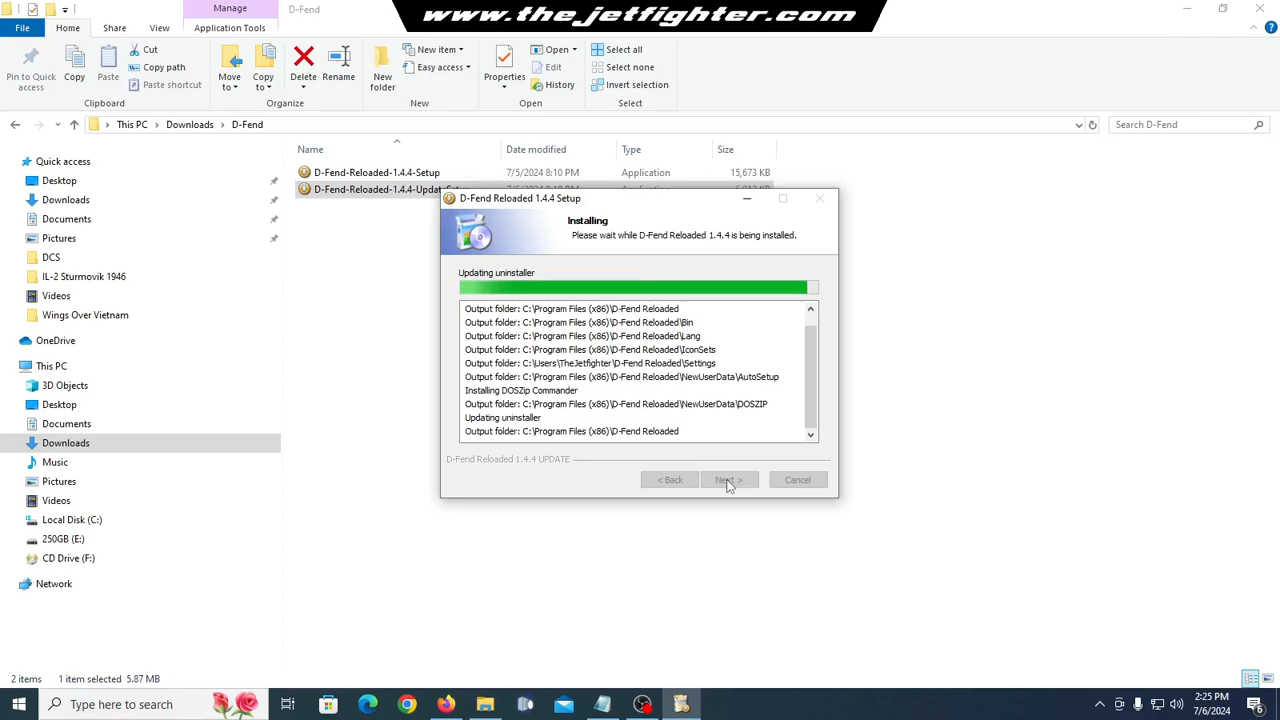 Manage
D-Fend
www.thejetfighter.com
File
Home
Share
View
Application Tools
Pin to Quick access
Copy
Paste
Cut
Copy path
Paste shortcut
Clipboard
Move to
Copy to
Delete
Rename
Organize
New folder
New item
Easy access
New
Properties
Open
Edit
History
Open
Select all
Select none
Invert selection
Select
This PC > Downloads > D-Fend
Search D-Fend
Name
Date modified
Type
Size
D-Fend-Reloaded-1.4.4-Setup
7/5/2024 8:10 PM
Application
15,673 KB
D-Fend-Reloaded-1.4.4-Update
Quick access
Desktop
Downloads
Documents
Pictures
DCS
IL-2 Sturmovik 1946
Videos
Wings Over Vietnam
OneDrive
This PC
3D Objects
Desktop
Documents
Downloads
Music
Pictures
Videos
Local Disk (C:)
250GB (E:)
CD Drive (F:)
Network
D-Fend Reloaded 1.4.4 Setup
Installing
Please wait while D-Fend Reloaded 1.4.4 is being installed.
Updating uninstaller
Output folder: C:\Program Files (x86)\D-Fend Reloaded
Output folder: C:\Program Files (x86)\D-Fend Reloaded\Bin
Output folder: C:\Program Files (x86)\D-Fend Reloaded\Lang
Output folder: C:\Program Files (x86)\D-Fend Reloaded\IconSets
Output folder: C:\Users\TheJetfighter\D-Fend Reloaded\Settings
Output folder: C:\Program Files (x86)\D-Fend Reloaded\NewUserData\AutoSetup
Installing DOSZip Commander
Output folder: C:\Program Files (x86)\D-Fend Reloaded\NewUserData\DOSZIP
Updating uninstaller
Output folder: C:\Program Files (x86)\D-Fend Reloaded
D-Fend Reloaded 1.4.4 UPDATE
< Back
Next >
Cancel
2 items
1 item selected 5.87 MB
Type here to search
2:25 PM
7/6/2024
6